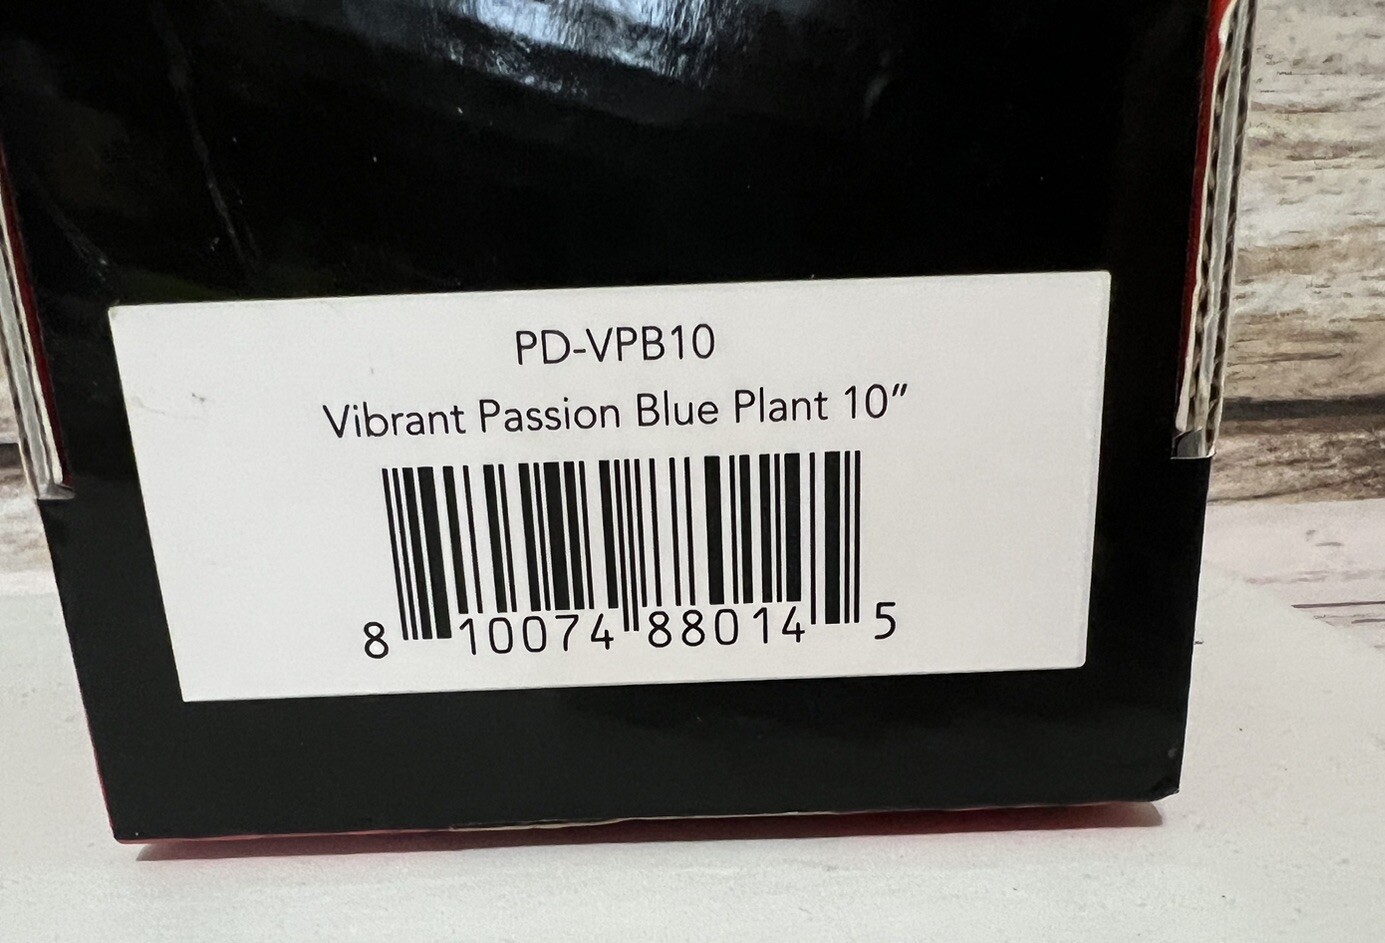 PD-VPB10
Vibrant Passion Blue Plant 10″
8 10074 88014 5